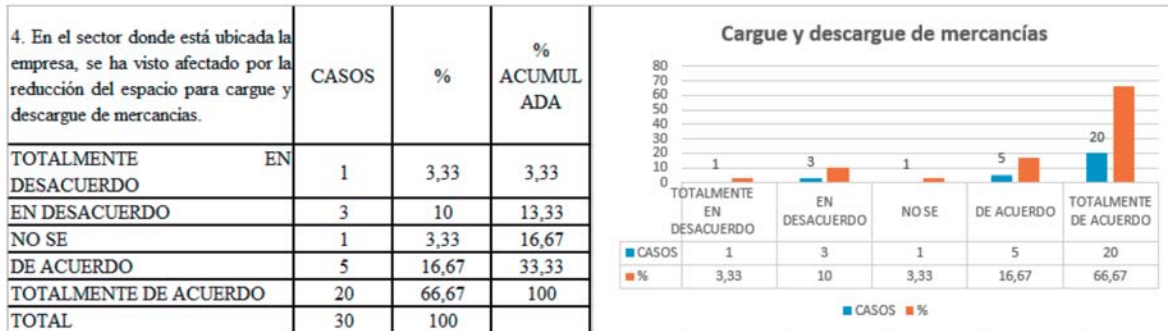 4. En el sector donde está ubicada la
empresa, se ha visto afectado por la
reducción del espacio para cargue y
descargue de mercancias.
CASOS
%
%
ACUMUL
ADA
TOTALMENTE EN
DESACUERDO
1 3,33 3,33
EN DESACUERDO 3 10 13,33
NO SE 1 3,33 16,67
DE ACUERDO 5 16,67 33,33
TOTALMENTE DE ACUERDO 20 66,67 100
TOTAL 30 100
Cargue y descargue de mercancías
80
70
60
50
40
30
20
10
0
1
3
1
5
20
TOTALMENTE
EN
DESACUERDO
EN
DESACUERDO
NO SE
DE ACUERDO
TOTALMENTE
DE ACUERDO
CASOS 1 3 1 5 20
% 3,33 10 3,33 16,67 66,67
CASOS %